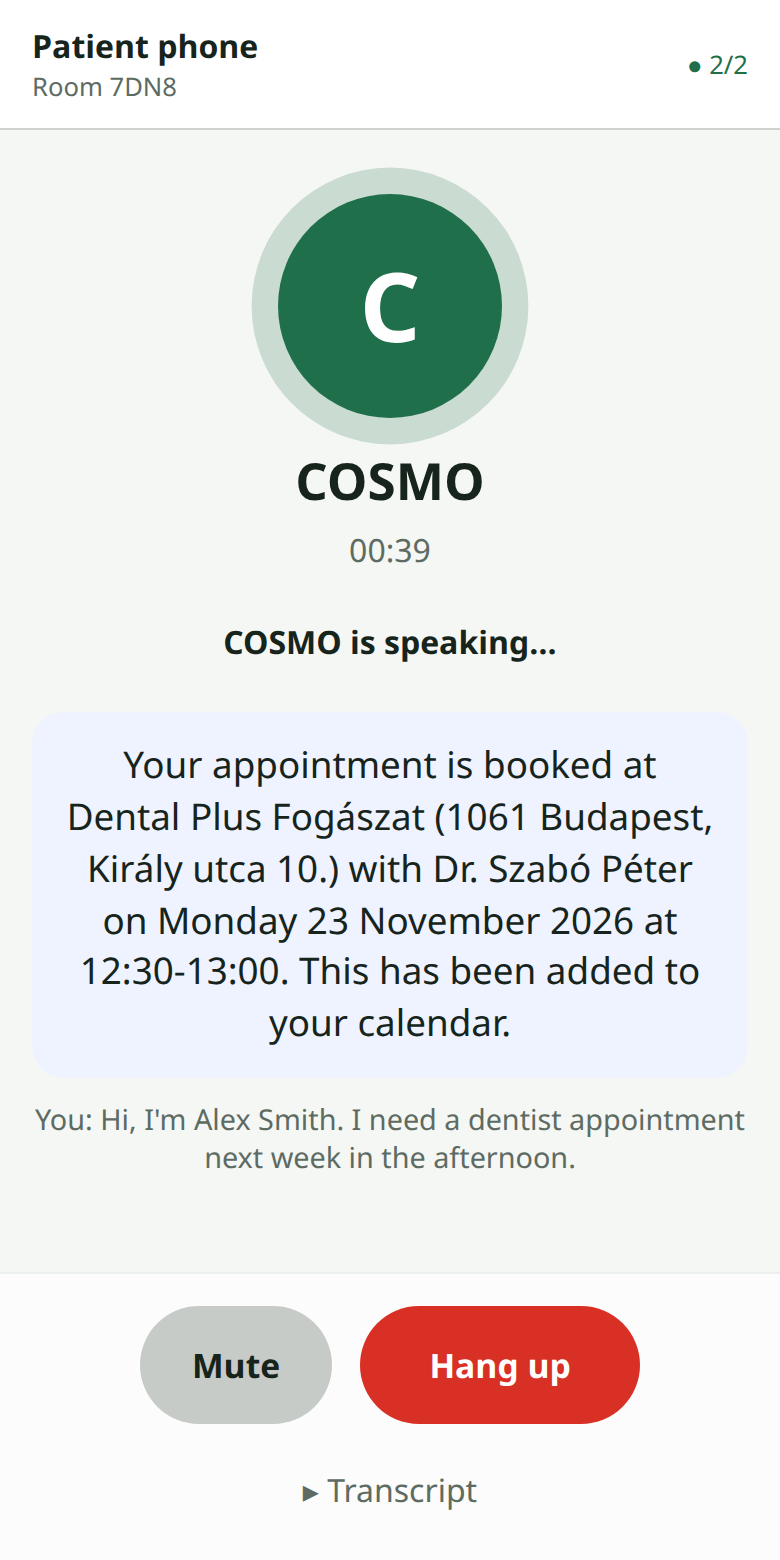 Patient phone
Room 7DN8
● 2/2
C
COSMO
00:39
COSMO is speaking...
Your appointment is booked at
Dental Plus Fogászat (1061 Budapest,
Király utca 10.) with Dr. Szabó Péter
on Monday 23 November 2026 at
12:30-13:00. This has been added to
your calendar.
You: Hi, I'm Alex Smith. I need a dentist appointment
next week in the afternoon.
Mute
Hang up
▸ Transcript